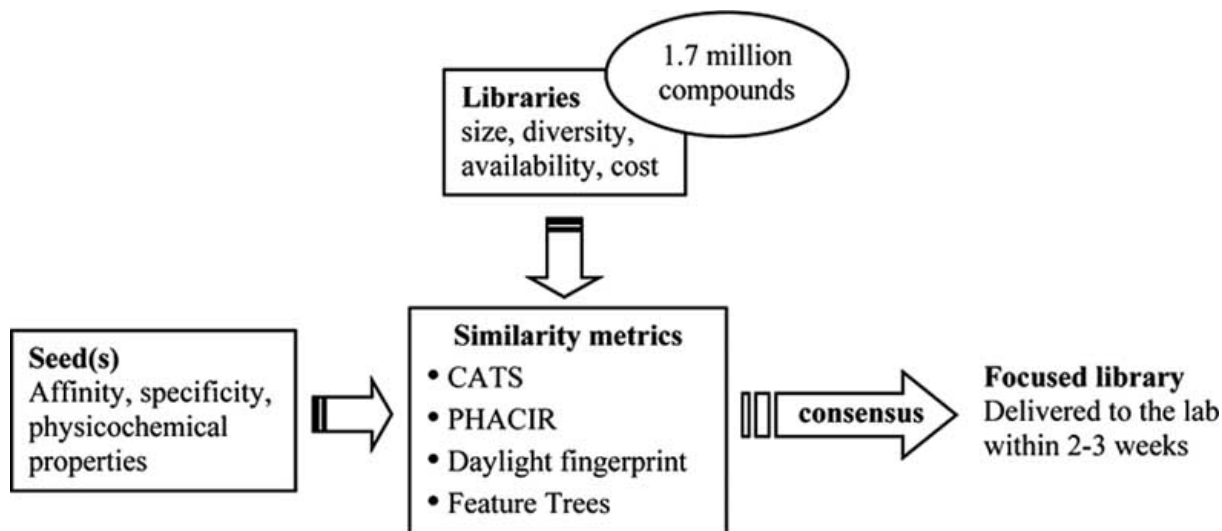 1.7 million
compounds
Libraries
size, diversity,
availability, cost
Seed(s)
Affinity, specificity,
physicochemical
properties
Similarity metrics
• CATS
• PHACIR
• Daylight fingerprint
• Feature Trees
consensus
Focused library
Delivered to the lab
within 2-3 weeks